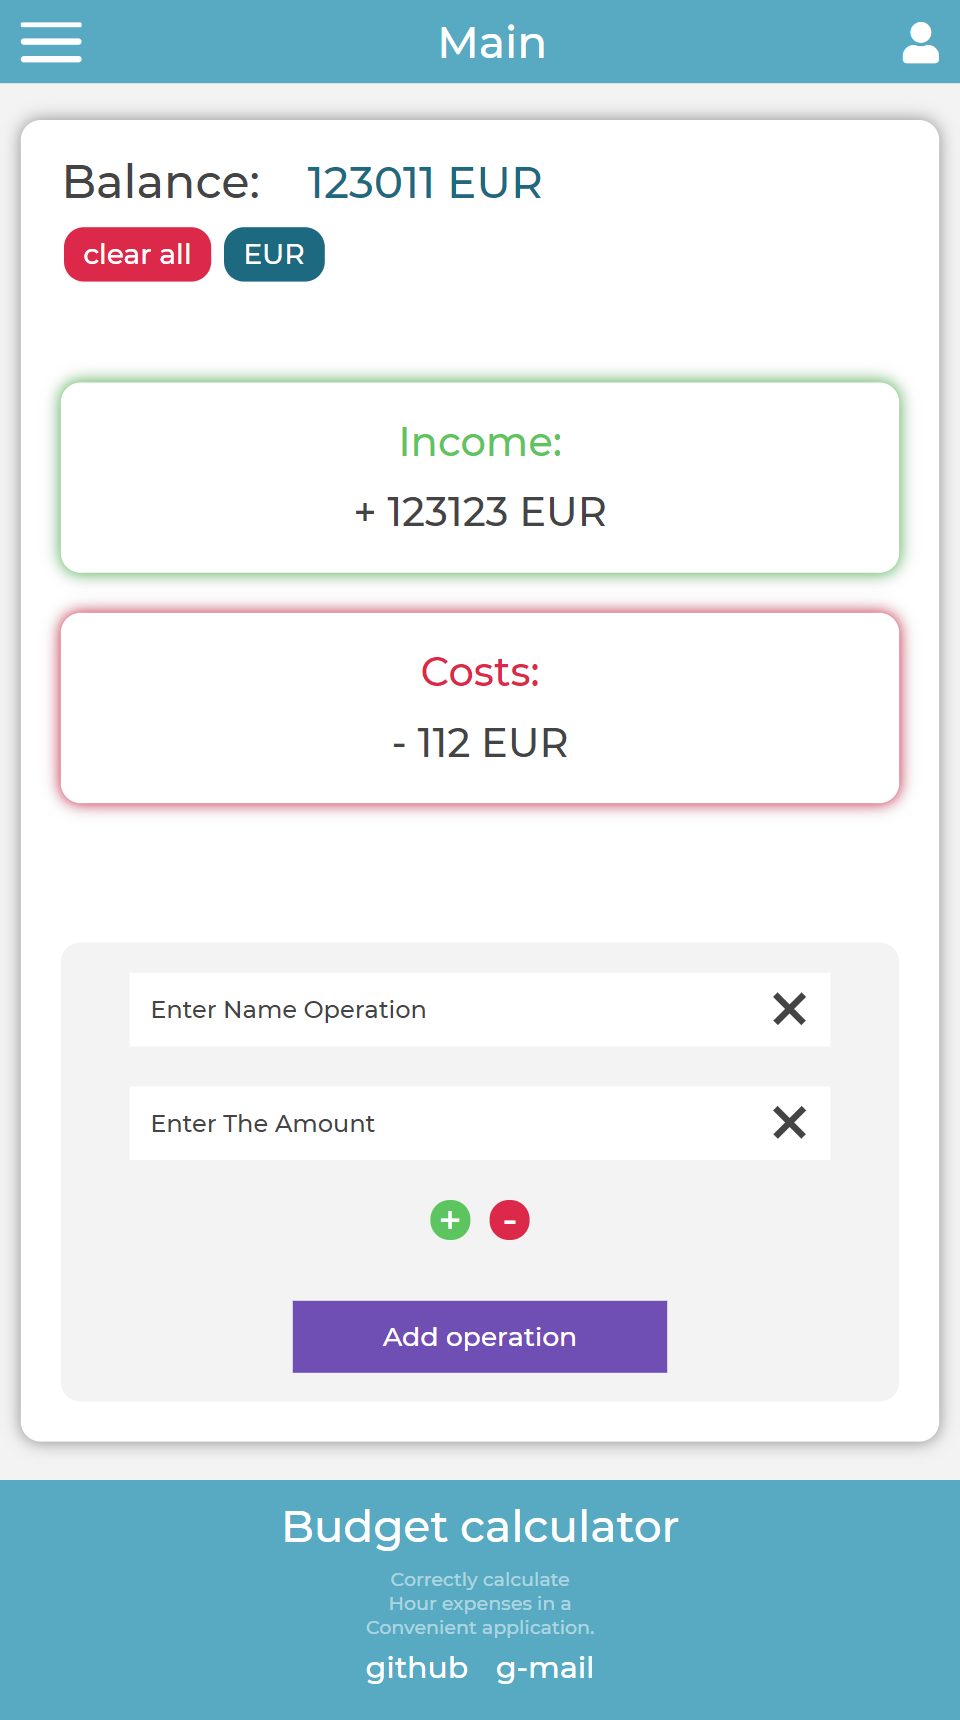 Main
Balance: 123011 EUR
clear all EUR
Income:
+ 123123 EUR
Costs:
- 112 EUR
Enter Name Operation
Enter The Amount
+ -
Add operation
Budget calculator
Correctly calculate
Hour expenses in a
Convenient application.
github g-mail